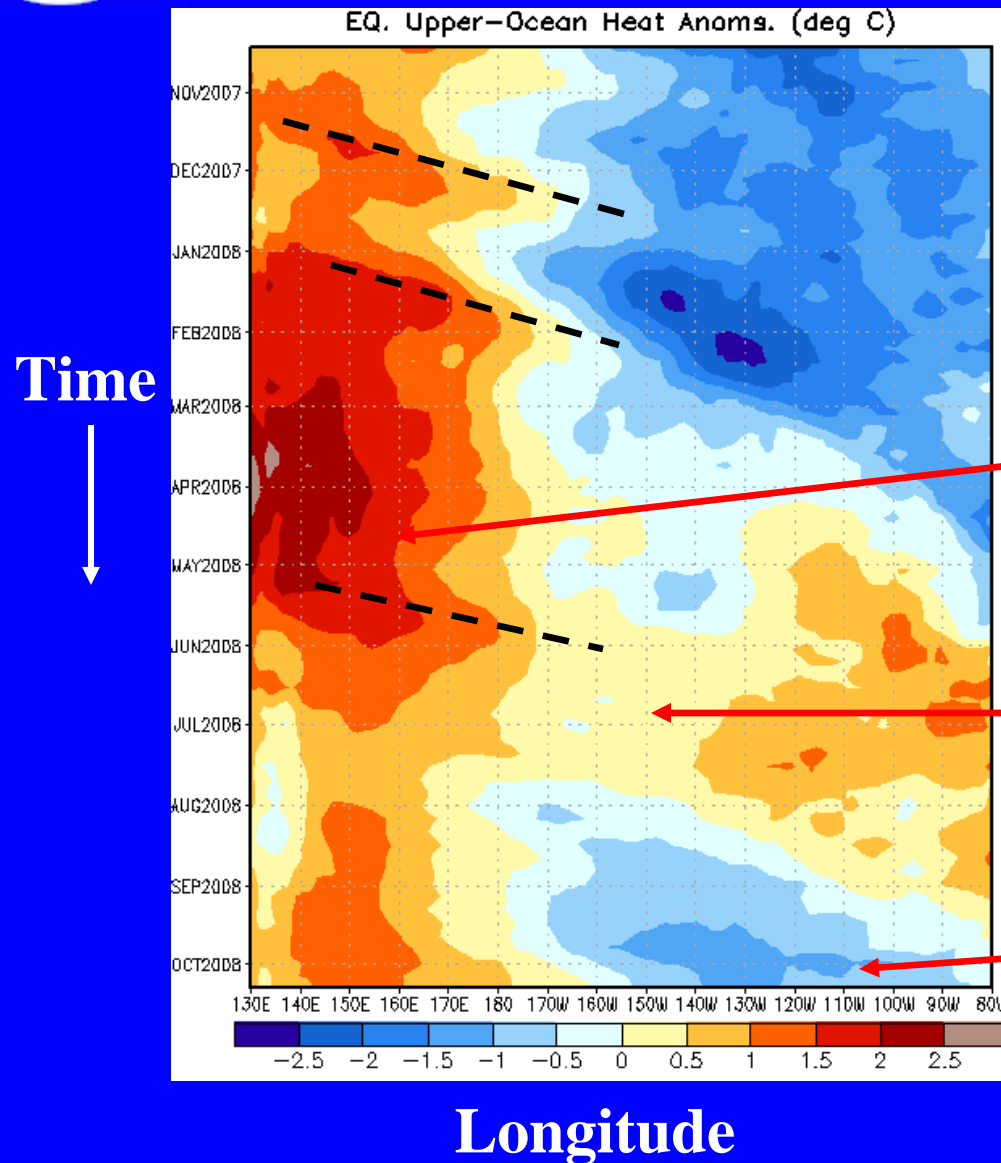 EQ. Upper-Ocean Heat Anoms. (deg C)
NOV2007
DEC2007
JAN2008
FEB2008
MAR2008
APR2008
MAY2008
JUN2008
JUL2008
AUG2008
SEP2008
OCT2008
Time
130E 140E 150E 160E 170E 180 170W 160W 150W 140W 130W 120W 110W 100W 90W 80W
-2.5 -2 -1.5 -1 -0.5 0 0.5 1 1.5 2 2.5
Longitude